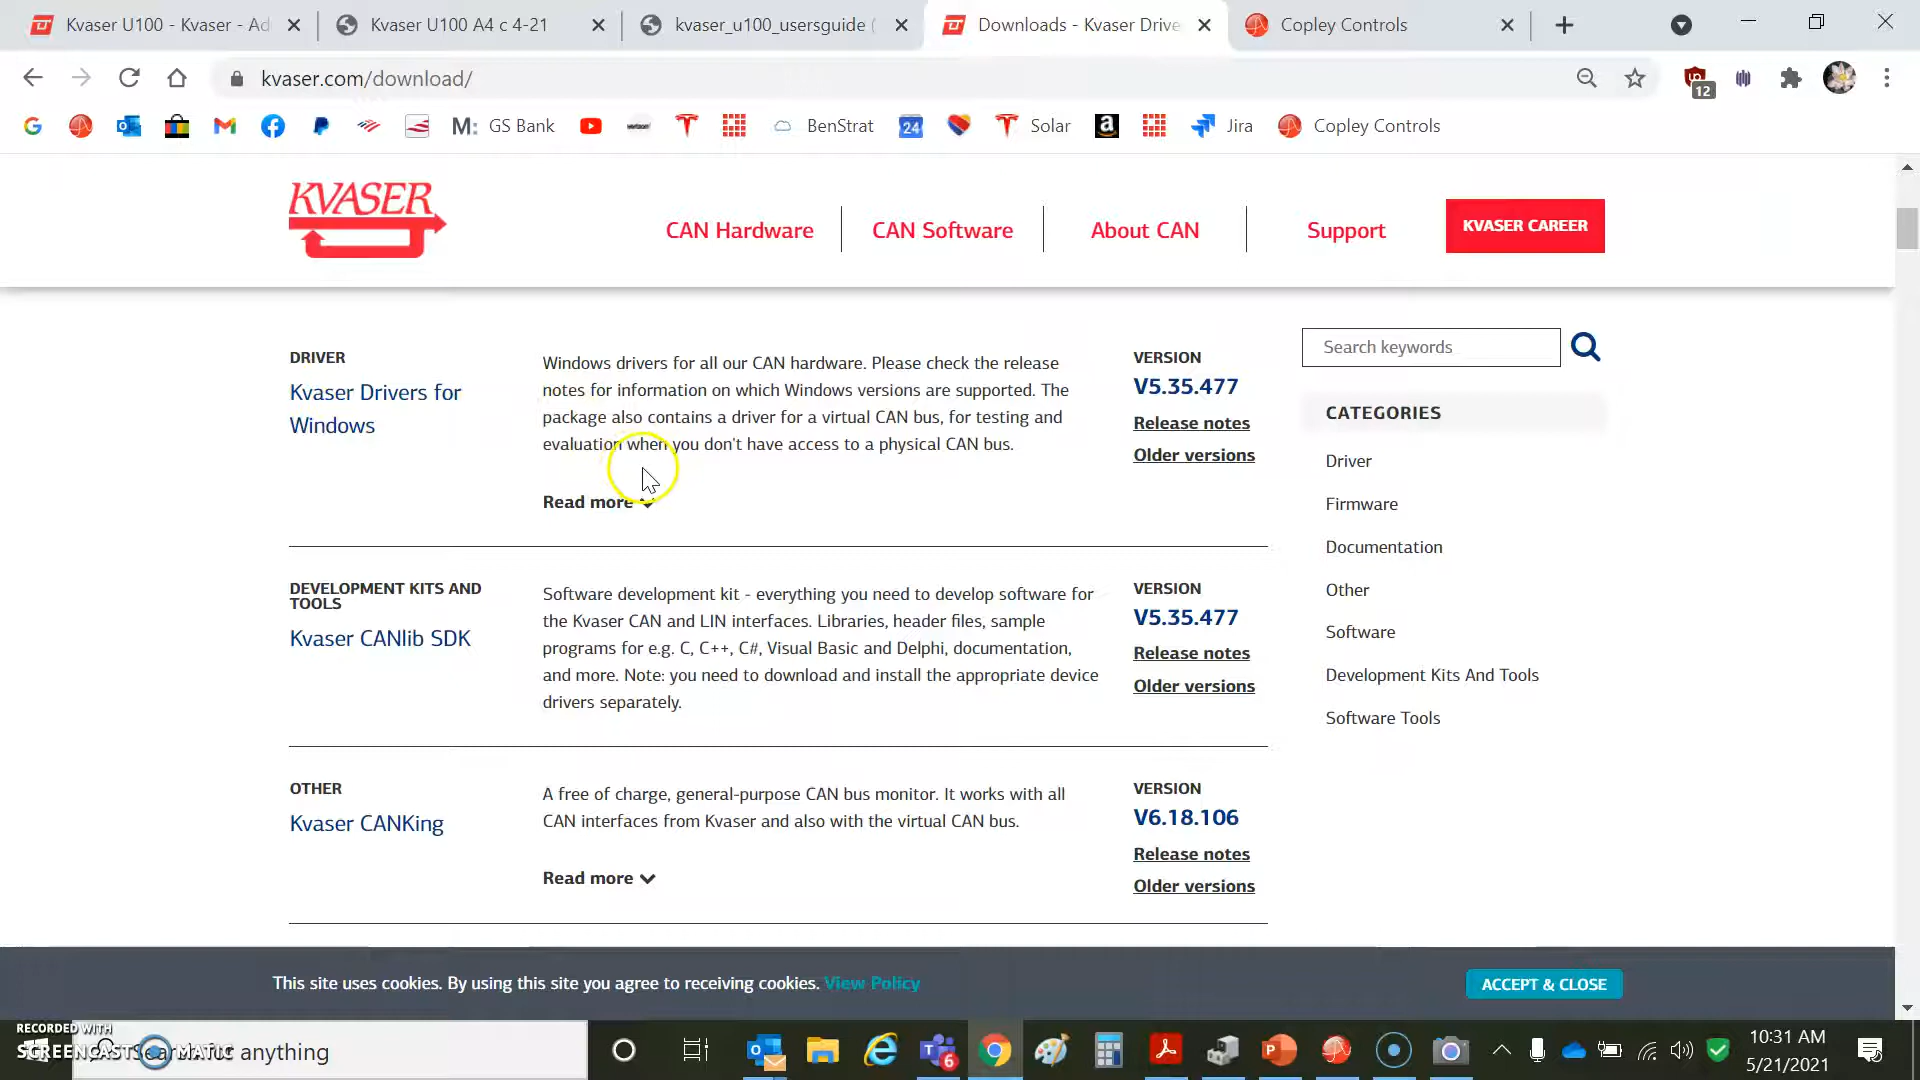 Kvaser U100 - Kvaser - Ad
Kvaser U100 A4 c 4-21
kvaser_u100_usersguide (
Downloads - Kvaser Drive
Copley Controls
kvaser.com/download/
12
GS Bank
BenStrat
24
Solar
Jira
Copley Controls
KVASER
CAN Hardware
CAN Software
About CAN
Support
KVASER CAREER
DRIVER
Kvaser Drivers for
Windows
Windows drivers for all our CAN hardware. Please check the release
notes for information on which Windows versions are supported. The
package also contains a driver for a virtual CAN bus, for testing and
evaluation when you don't have access to a physical CAN bus.
Read more
VERSION
V5.35.477
Release notes
Older versions
Search keywords
CATEGORIES
Driver
Firmware
Documentation
Other
Software
Development Kits And Tools
Software Tools
DEVELOPMENT KITS AND
TOOLS
Kvaser CANlib SDK
Software development kit - everything you need to develop software for
the Kvaser CAN and LIN interfaces. Libraries, header files, sample
programs for e.g. C, C++, C#, Visual Basic and Delphi, documentation,
and more. Note: you need to download and install the appropriate device
drivers separately.
VERSION
V5.35.477
Release notes
Older versions
OTHER
Kvaser CANKing
A free of charge, general-purpose CAN bus monitor. It works with all
CAN interfaces from Kvaser and also with the virtual CAN bus.
Read more
VERSION
V6.18.106
Release notes
Older versions
This site uses cookies. By using this site you agree to receiving cookies. View Policy
ACCEPT & CLOSE
RECORDED WITH
SCREENCAST MATIC
anything
6
10:31 AM
5/21/2021